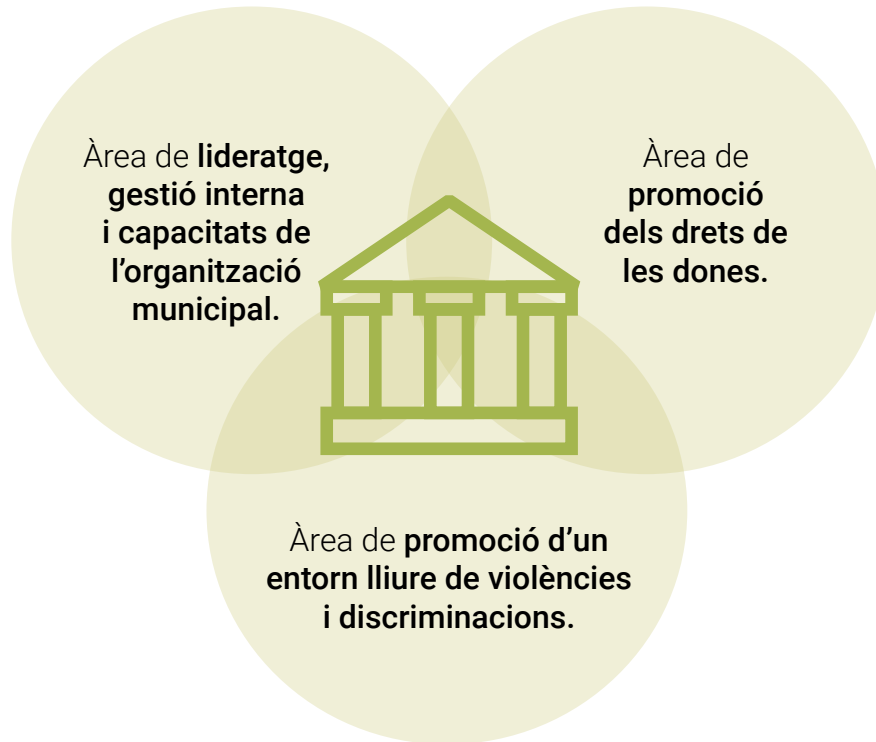 Àrea de lideratge,
gestió interna
i capacitats de
l’organització
municipal.
Àrea de
promoció
dels drets de
les dones.
Àrea de promoció d’un
entorn lliure de violències
i discriminacions.